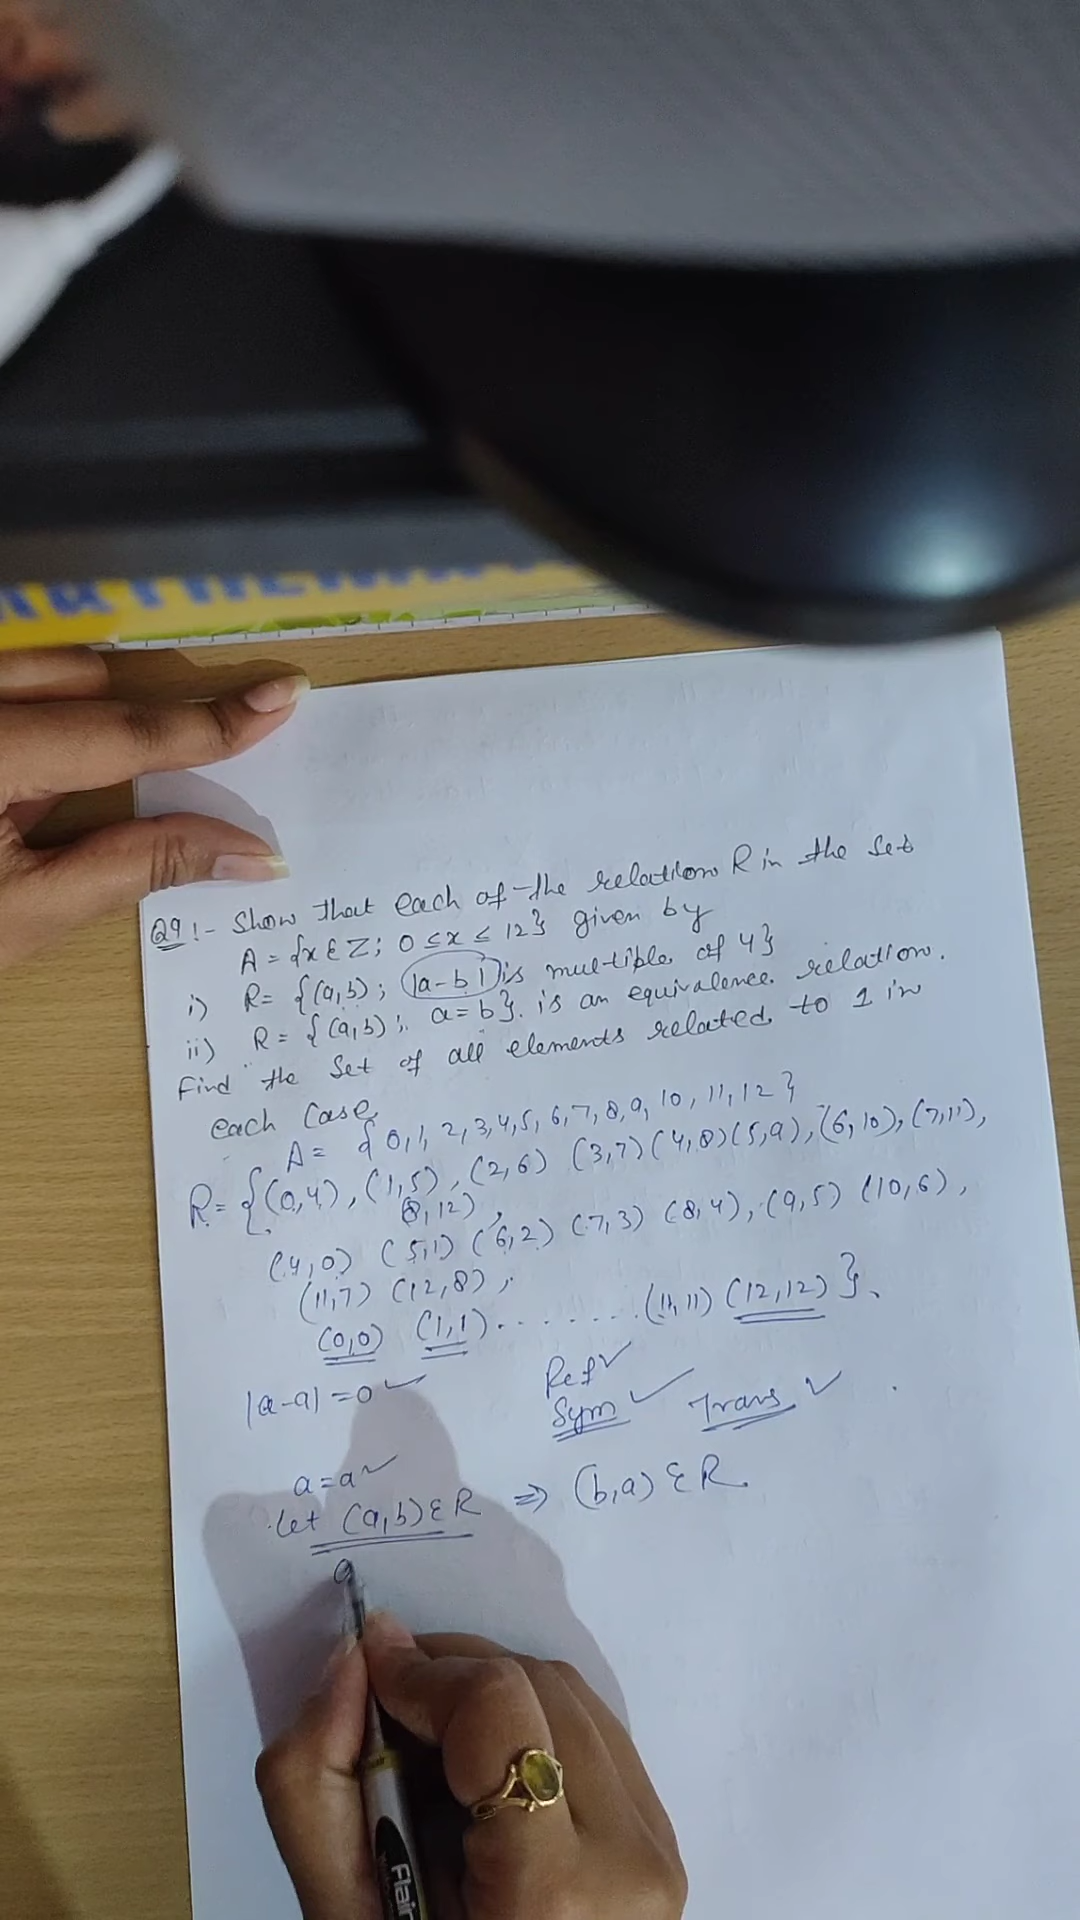 Q9:- Show that each of the relation R in the set
A = {x ε Z; 0 ≤ x ≤ 12} given by
i) R= {(a,b); |a-b| is multiple of 4}
ii) R = {(a,b); a=b}. is an equivalence relation.
Find the set of all elements related to 1 in
each case
A = {0,1,2,3,4,5,6,7,8,9,10,11,12}
R= {(0,4), (1,5), (2,6) (3,7) (4,8) (5,9), (6,10), (7,11),
(8,12),
(4,0) (5,1) (6,2) (7,3) (8,4), (9,5) (10,6),
(11,7) (12,8),
(0,0) (1,1) . . . . . . . (11,11) (12,12) }.
|a-a| = 0 ✓
Ref ✓
Sym ✓ Trans ✓
a=a ✓
Let (a,b) ε R ⇒ (b,a) ε R
a
Flair